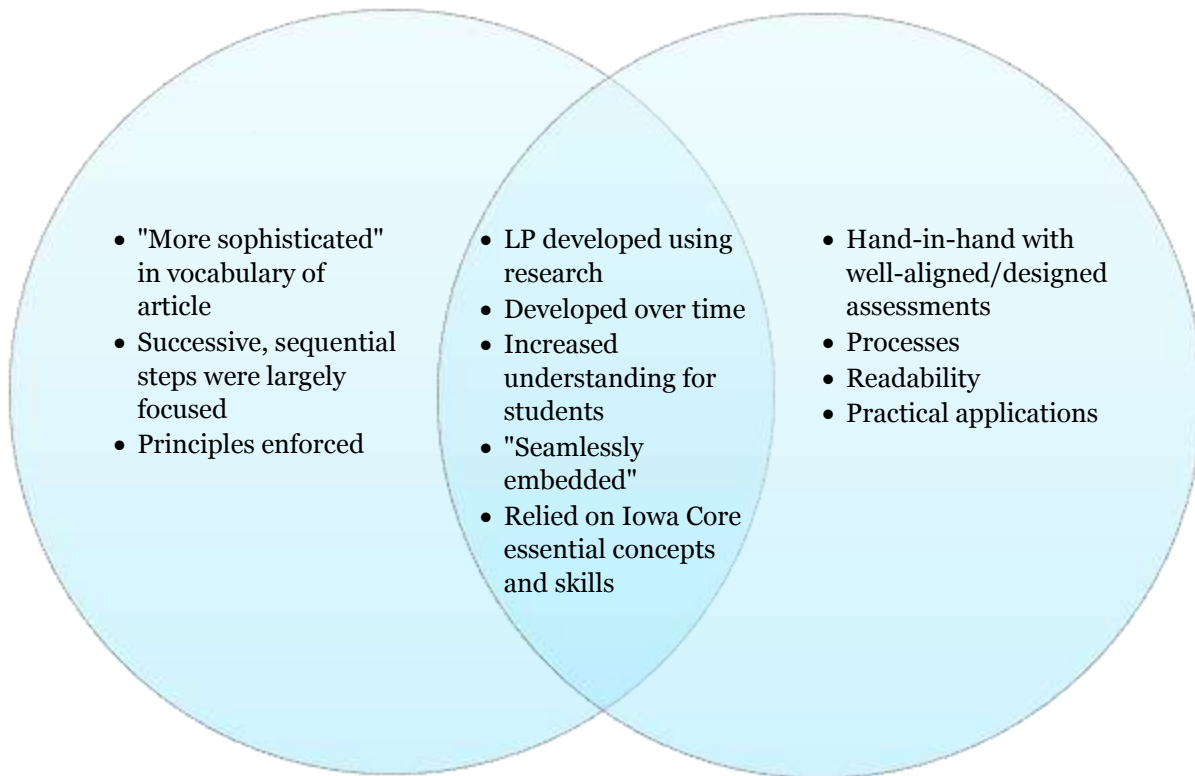 • "More sophisticated"
in vocabulary of
article
• Successive, sequential
steps were largely
focused
• Principles enforced
• LP developed using
research
• Developed over time
• Increased
understanding for
students
• "Seamlessly
embedded"
• Relied on Iowa Core
essential concepts
and skills
• Hand-in-hand with
well-aligned/designed
assessments
• Processes
• Readability
• Practical applications